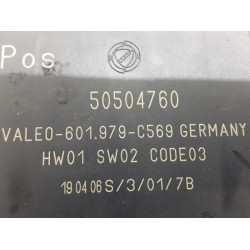 Pos
50504760
VALEO-601.979-C569 GERMANY
HW01 SW02 CODE03
190406S/3/01/7B